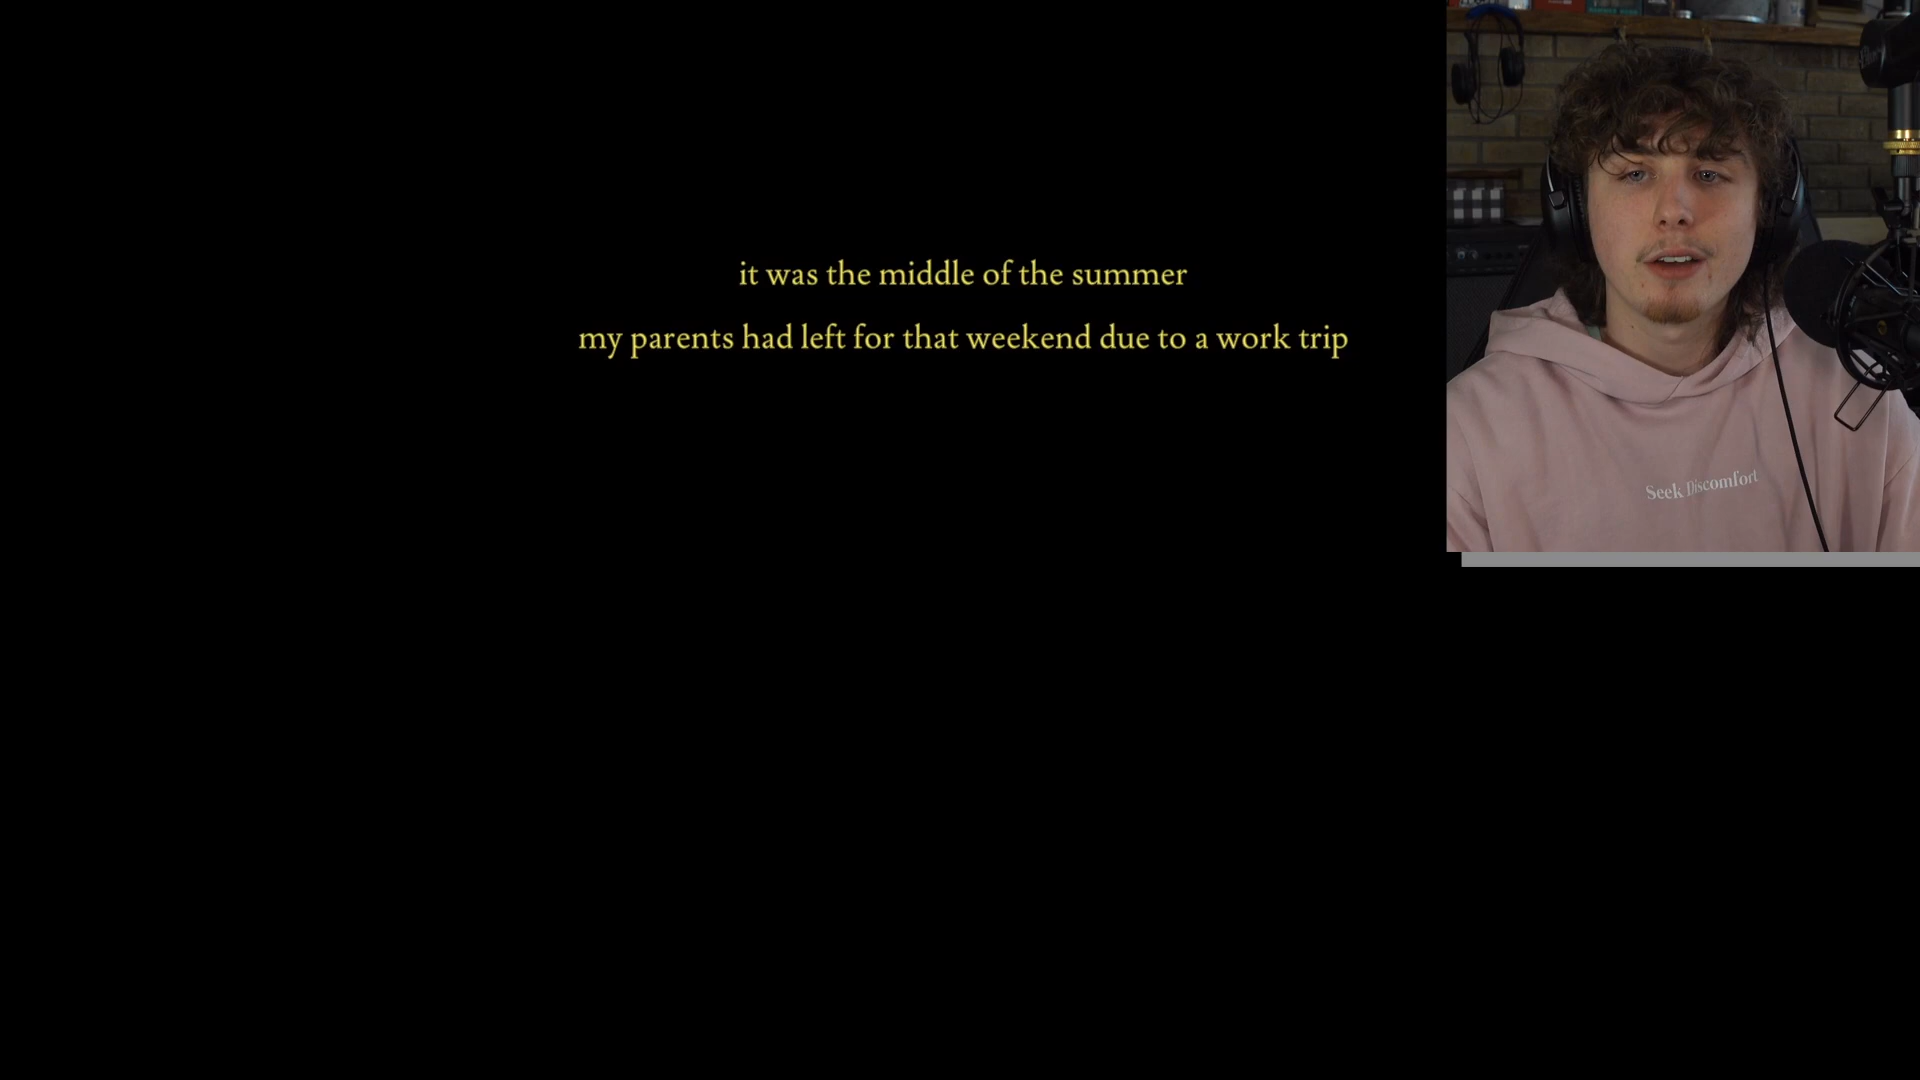 it was the middle of the summer
my parents had left for that weekend due to a work trip
Seek Discomfort